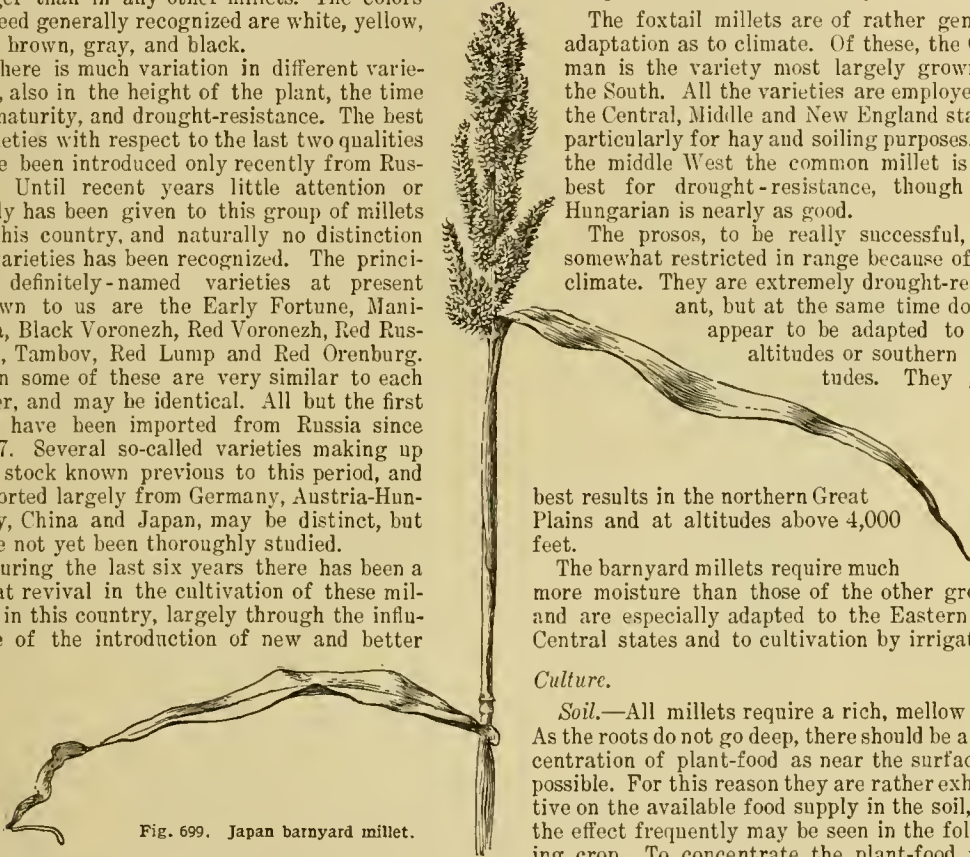 ger than in any other millets. The colors
eed generally recognized are white, yellow,
brown, gray, and black.
here is much variation in different varie-
, also in the height of the plant, the time
maturity, and drought-resistance. The best
eties with respect to the last two qualities
e been introduced only recently from Rus-
Until recent years little attention or
ly has been given to this group of millets
his country, and naturally no distinction
arieties has been recognized. The princi-
definitely-named varieties at present
wn to us are the Early Fortune, Mani-
a, Black Voronezh, Red Voronezh, Red Rus-
, Tambov, Red Lump and Red Orenburg.
n some of these are very similar to each
er, and may be identical. All but the first
have been imported from Russia since
7. Several so-called varieties making up
stock known previous to this period, and
orted largely from Germany, Austria-Hun-
y, China and Japan, may be distinct, but
e not yet been thoroughly studied.
uring the last six years there has been a
at revival in the cultivation of these mil-
in this country, largely through the influ-
e of the introduction of new and better
Fig. 699. Japan barnyard millet.
The foxtail millets are of rather gen
adaptation as to climate. Of these, the G
man is the variety most largely grow
the South. All the varieties are employe
the Central, Middle and New England sta
particularly for hay and soiling purposes.
the middle West the common millet is
best for drought-resistance, though
Hungarian is nearly as good.
The prosos, to be really successful,
somewhat restricted in range because of
climate. They are extremely drought-re
ant, but at the same time do
appear to be adapted to
altitudes or southern
tudes. They
best results in the northern Great
Plains and at altitudes above 4,000
feet.
The barnyard millets require much
more moisture than those of the other gro
and are especially adapted to the Eastern
Central states and to cultivation by irrigat
Culture.
Soil.—All millets require a rich, mellow
As the roots do not go deep, there should be a
centration of plant-food as near the surfac
possible. For this reason they are rather exh
tive on the available food supply in the soil,
the effect frequently may be seen in the fol
ing crop. To concentrate the plant-food